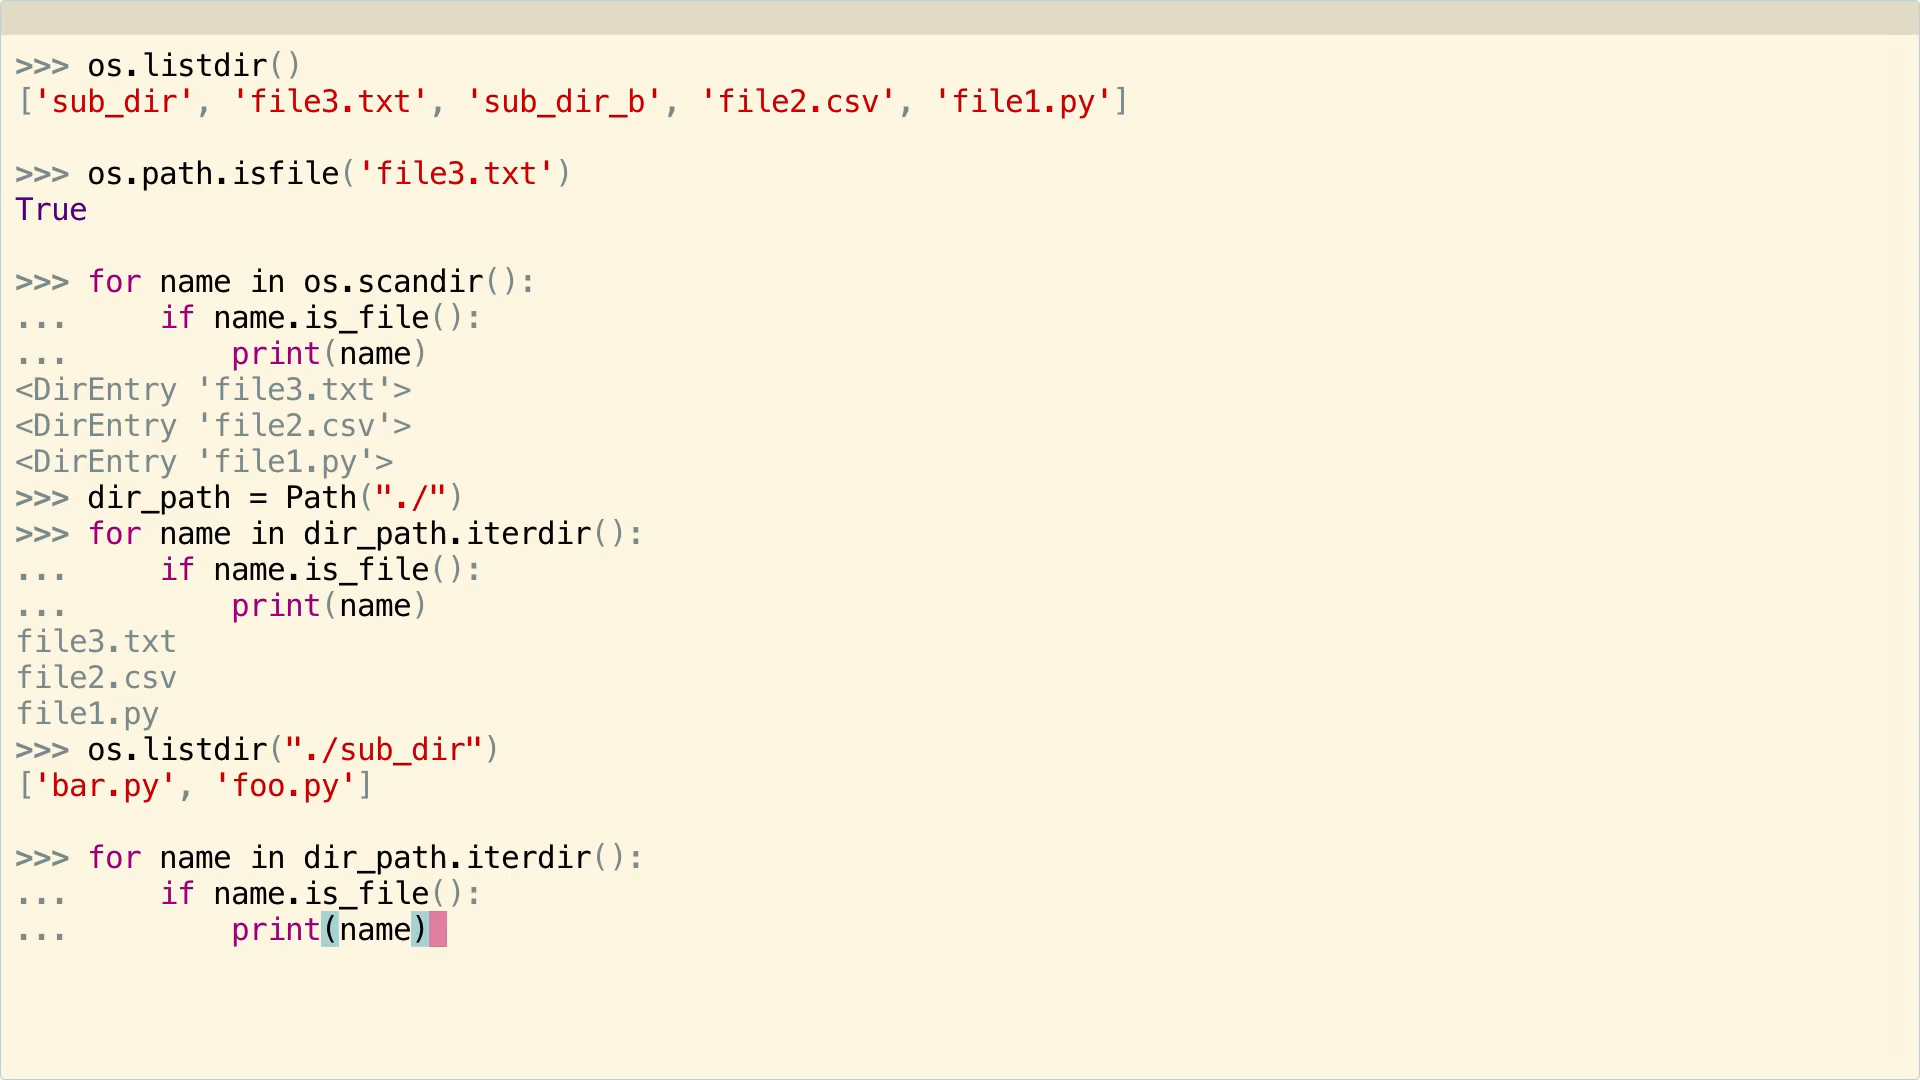 >>> os.listdir()
['sub_dir', 'file3.txt', 'sub_dir_b', 'file2.csv', 'file1.py']
>>> os.path.isfile('file3.txt')
True
>>> for name in os.scandir():
...     if name.is_file():
...         print(name)
<DirEntry 'file3.txt'>
<DirEntry 'file2.csv'>
<DirEntry 'file1.py'>
>>> dir_path = Path("./")
>>> for name in dir_path.iterdir():
...     if name.is_file():
...         print(name)
file3.txt
file2.csv
file1.py
>>> os.listdir("./sub_dir")
['bar.py', 'foo.py']
>>> for name in dir_path.iterdir():
...     if name.is_file():
...         print(name)